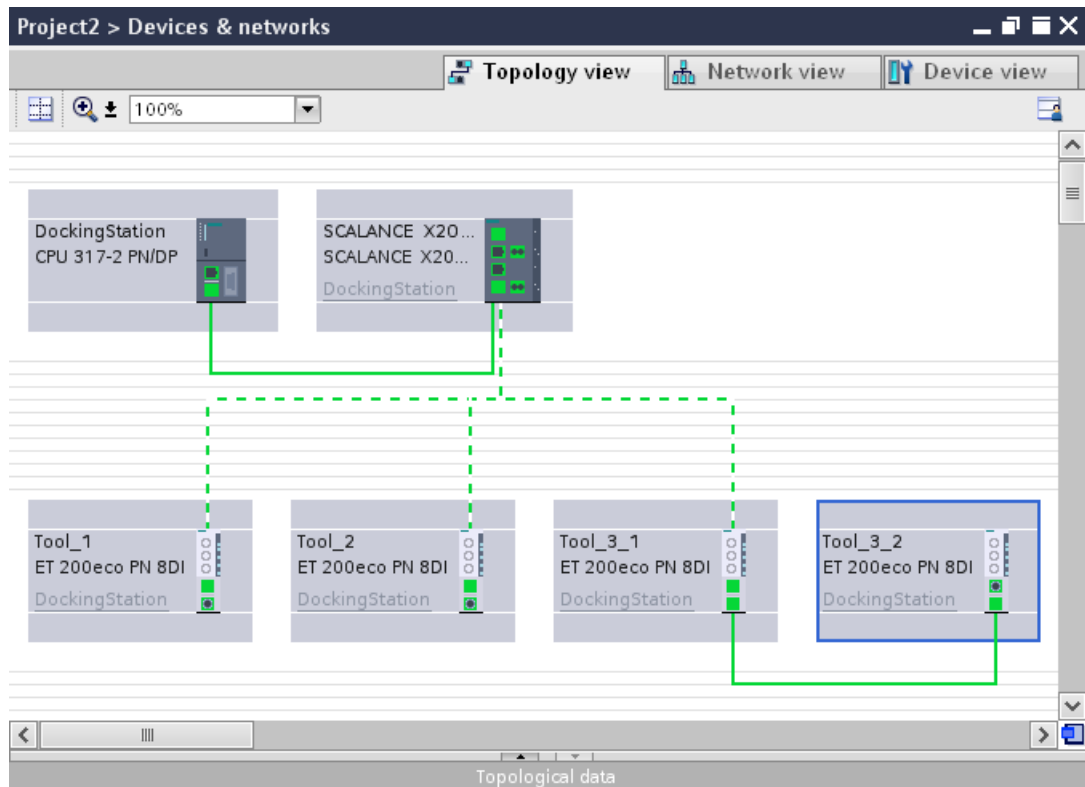 Project2 > Devices & networks
Topology view
Network view
Device view
100%
DockingStation
CPU 317-2 PN/DP
SCALANCE X20...
SCALANCE X20...
DockingStation
Tool_1
ET 200eco PN 8DI
DockingStation
Tool_2
ET 200eco PN 8DI
DockingStation
Tool_3_1
ET 200eco PN 8DI
DockingStation
Tool_3_2
ET 200eco PN 8DI
DockingStation
Topological data